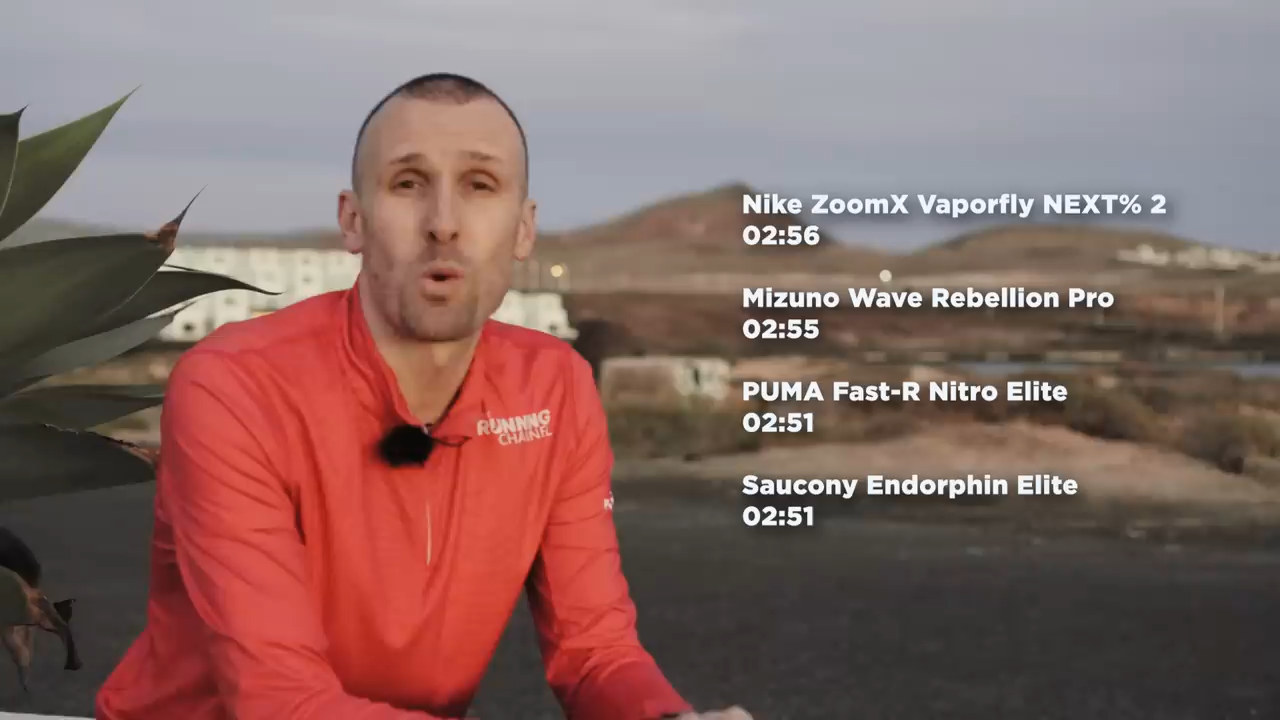 Nike ZoomX Vaporfly NEXT% 2
02:56
Mizuno Wave Rebellion Pro
02:55
PUMA Fast-R Nitro Elite
02:51
Saucony Endorphin Elite
02:51
RUNNING
CHANNEL